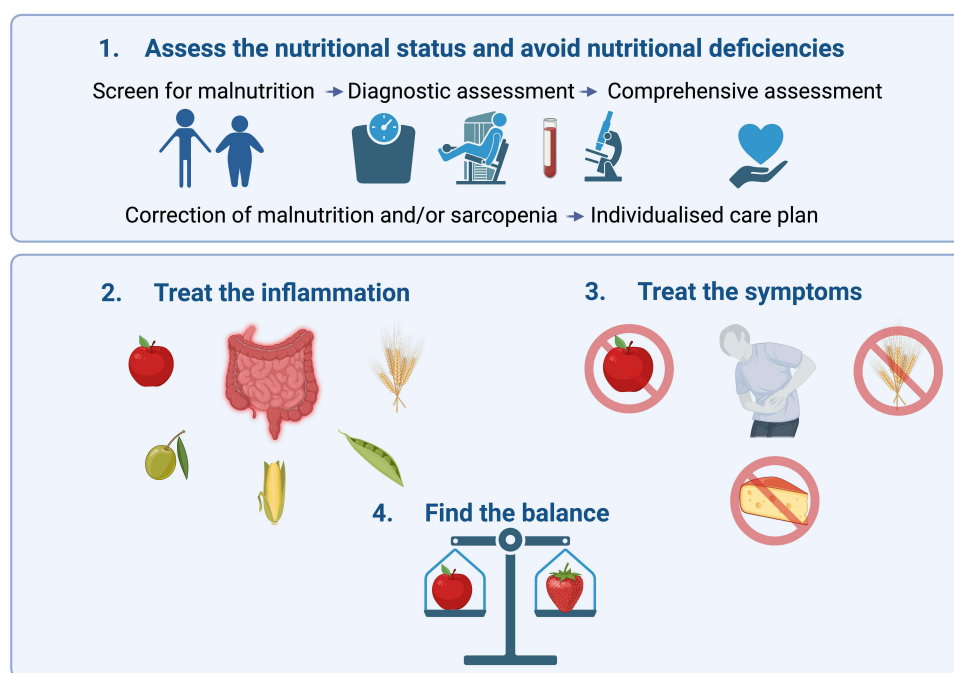 1. Assess the nutritional status and avoid nutritional deficiencies
Screen for malnutrition → Diagnostic assessment → Comprehensive assessment
Correction of malnutrition and/or sarcopenia → Individualised care plan
2. Treat the inflammation
3. Treat the symptoms
4. Find the balance